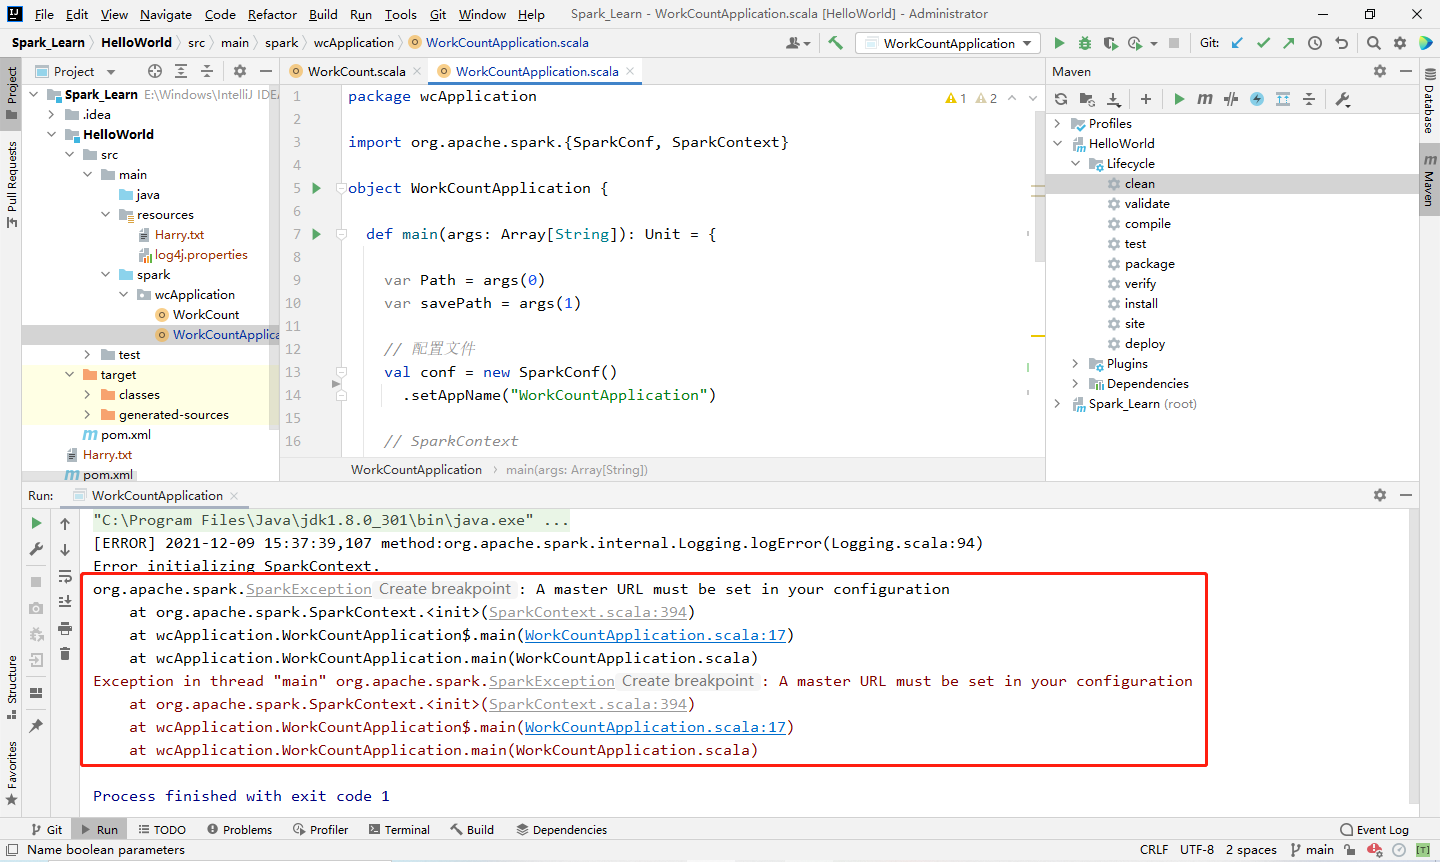 File Edit View Navigate Code Refactor Build Run Tools Git Window Help Spark_Learn - WorkCountApplication.scala [HelloWorld] - Administrator
Spark_Learn HelloWorld src main spark wcApplication WorkCountApplication.scala WorkCountApplication Git:
Project
Pull Requests
Structure
Favorites
Project
Spark_Learn E:\Windows\IntelliJ IDE
.idea
HelloWorld
src
main
java
resources
Harry.txt
log4j.properties
spark
wcApplication
WorkCount
WorkCountApplica
test
target
classes
generated-sources
pom.xml
Harry.txt
pom.xml
WorkCount.scala WorkCountApplication.scala
1 package wcApplication
1 2
2
3 import org.apache.spark.{SparkConf, SparkContext}
4
5 object WorkCountApplication {
6
7 def main(args: Array[String]): Unit = {
8
9 var Path = args(0)
10 var savePath = args(1)
11
12 // 配置文件
13 val conf = new SparkConf()
14 .setAppName("WorkCountApplication")
15
16 // SparkContext
WorkCountApplication main(args: Array[String])
Maven
Profiles
HelloWorld
Lifecycle
clean
validate
compile
test
package
verify
install
site
deploy
Plugins
Dependencies
Spark_Learn (root)
Database
Maven
Run: WorkCountApplication
"C:\Program Files\Java\jdk1.8.0_301\bin\java.exe" ...
[ERROR] 2021-12-09 15:37:39,107 method:org.apache.spark.internal.Logging.logError(Logging.scala:94)
Error initializing SparkContext.
org.apache.spark.SparkException Create breakpoint : A master URL must be set in your configuration
at org.apache.spark.SparkContext.<init>(SparkContext.scala:394)
at wcApplication.WorkCountApplication$.main(WorkCountApplication.scala:17)
at wcApplication.WorkCountApplication.main(WorkCountApplication.scala)
Exception in thread "main" org.apache.spark.SparkException Create breakpoint : A master URL must be set in your configuration
at org.apache.spark.SparkContext.<init>(SparkContext.scala:394)
at wcApplication.WorkCountApplication$.main(WorkCountApplication.scala:17)
at wcApplication.WorkCountApplication.main(WorkCountApplication.scala)
Process finished with exit code 1
Git Run TODO Problems Profiler Terminal Build Dependencies Event Log
Name boolean parameters CRLF UTF-8 2 spaces main